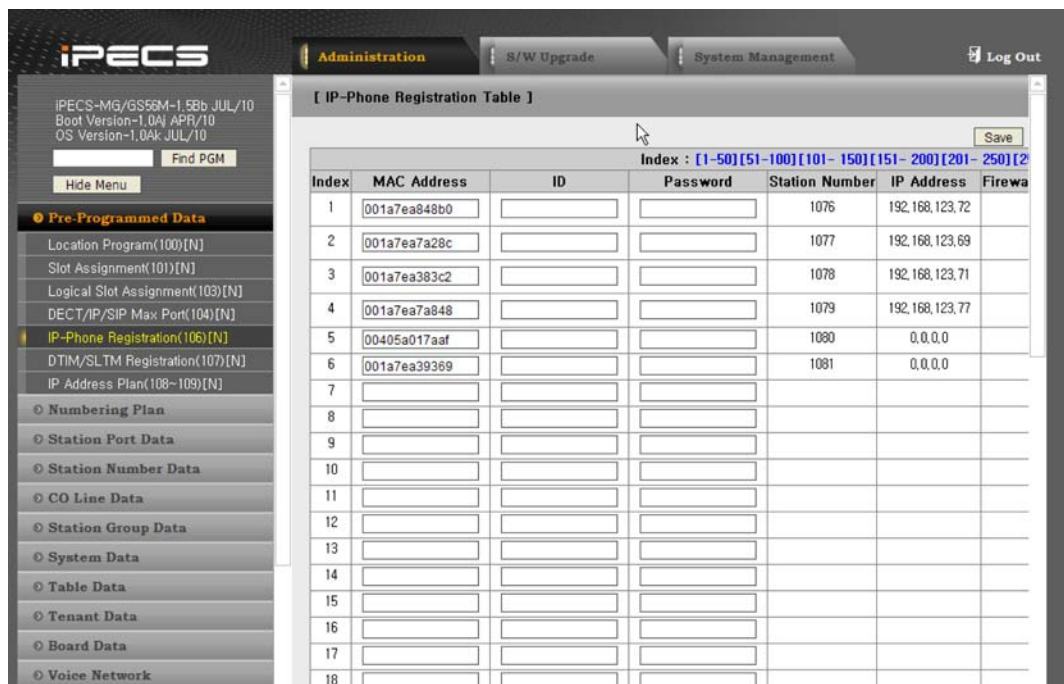 iPECS
Administration
S/W Upgrade
System Management
Log Out
iPECS-MG/GS56M-1.5Bb JUL/10
Boot Version-1.0Aj APR/10
OS Version-1.0Ak JUL/10
Find PGM
Hide Menu
Pre-Programmed Data
Location Program(100)[N]
Slot Assignment(101)[N]
Logical Slot Assignment(103)[N]
DECT/IP/SIP Max Port(104)[N]
IP-Phone Registration(106)[N]
DTIM/SLTM Registration(107)[N]
IP Address Plan(108~109)[N]
Numbering Plan
Station Port Data
Station Number Data
CO Line Data
Station Group Data
System Data
Table Data
Tenant Data
Board Data
Voice Network
[ IP-Phone Registration Table ]
Save
Index : [1-50][51-100][101- 150][151- 200][201- 250][2
Index MAC Address ID Password Station Number IP Address Firewa
1 001a7ea848b0 1076 192.168.123.72
2 001a7ea7a28c 1077 192.168.123.69
3 001a7ea383c2 1078 192.168.123.71
4 001a7ea7a848 1079 192.168.123.77
5 00405a017aaf 1080 0.0.0.0
6 001a7ea39369 1081 0.0.0.0
7
8
9
10
11
12
13
14
15
16
17
18